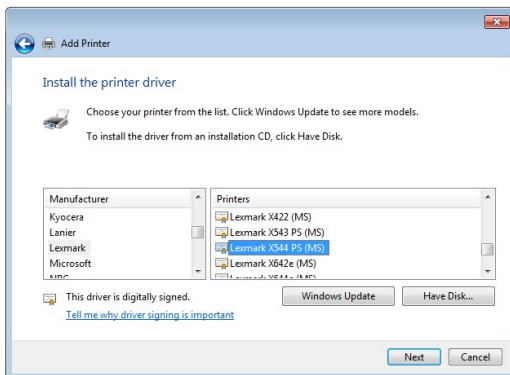 Add Printer
Install the printer driver
Choose your printer from the list. Click Windows Update to see more models.
To install the driver from an installation CD, click Have Disk.
Manufacturer
Kyocera
Lanier
Lexmark
Microsoft
Printers
Lexmark X422 (MS)
Lexmark X543 PS (MS)
Lexmark X544 PS (MS)
Lexmark X642e (MS)
This driver is digitally signed.
Tell me why driver signing is important
Windows Update
Have Disk...
Next
Cancel